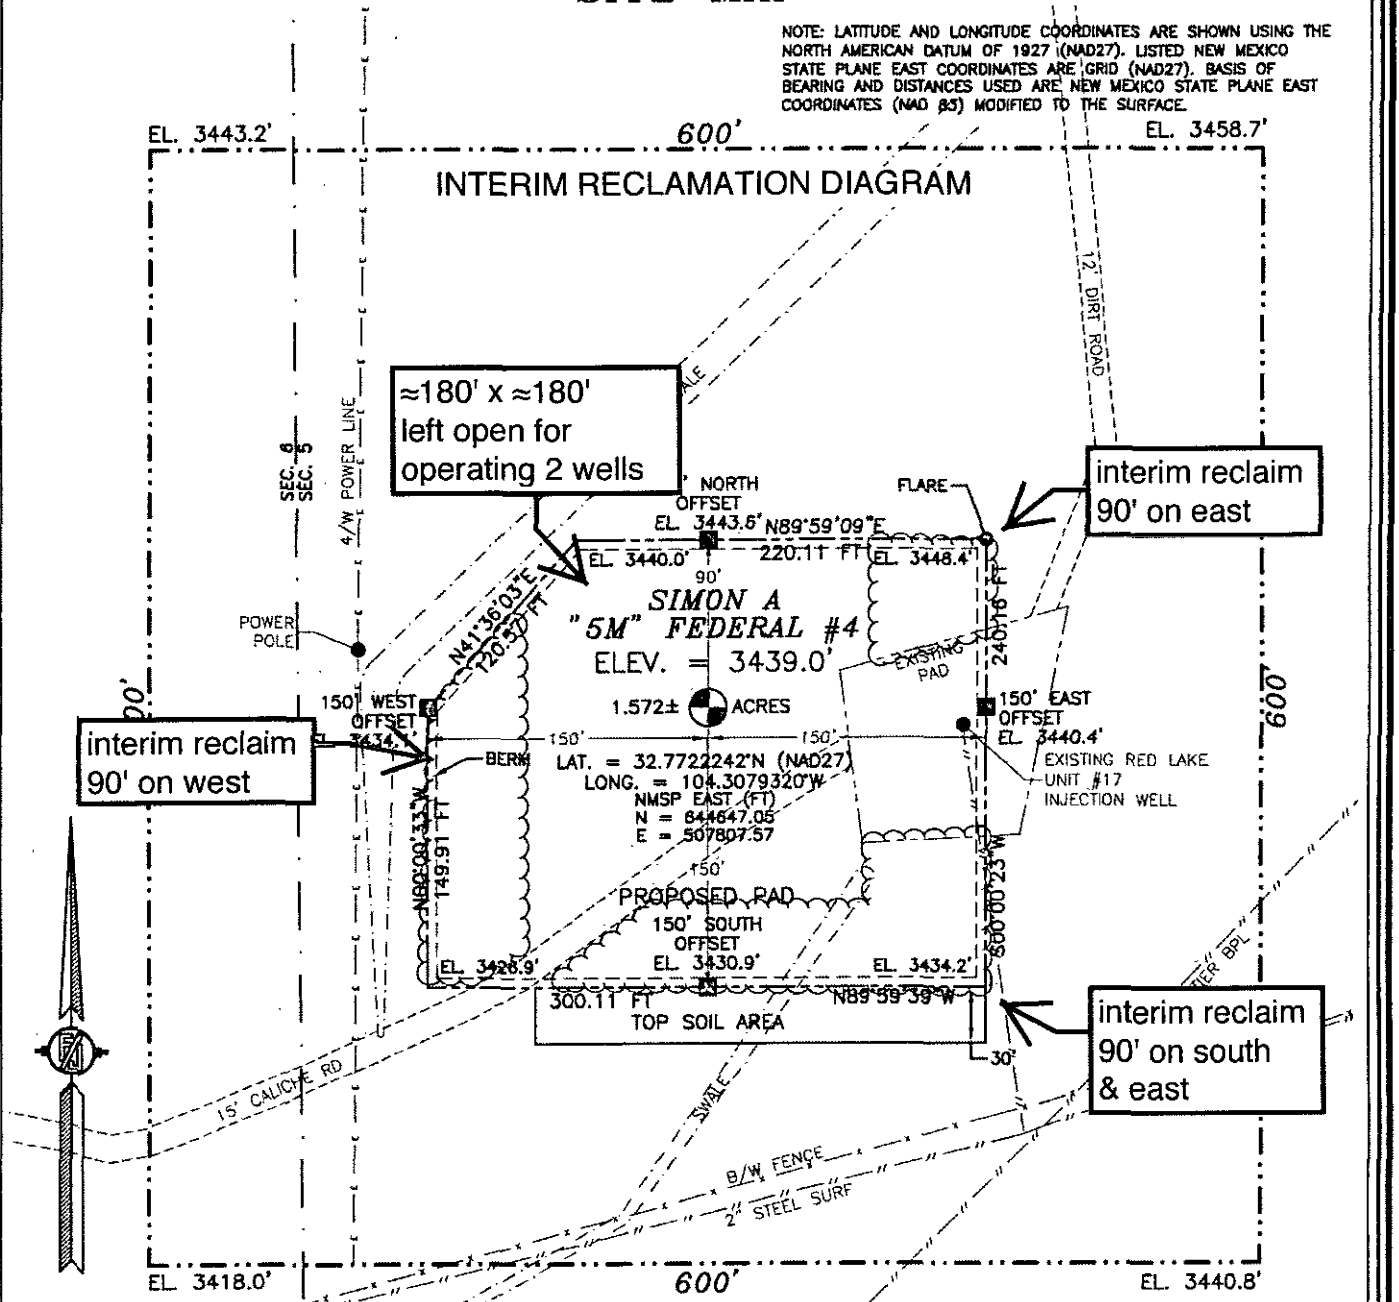 NOTE: LATITUDE AND LONGITUDE COORDINATES ARE SHOWN USING THE
NORTH AMERICAN DATUM OF 1927 (NAD27). LISTED NEW MEXICO
STATE PLANE EAST COORDINATES ARE GRID (NAD27). BASIS OF
BEARING AND DISTANCES USED ARE NEW MEXICO STATE PLANE EAST
COORDINATES (NAD 83) MODIFIED TO THE SURFACE.
EL. 3443.2'
600'
EL. 3458.7'
INTERIM RECLAMATION DIAGRAM
12' DIRT ROAD
≈180' x ≈180'
left open for
operating 2 wells
SEC. 6
SEC. 5
4/W POWER LINE
interim reclaim
90' on east
FLARE
' NORTH
OFFSET
EL. 3443.6'
N89°59'09"E
220.11 FT
EL. 3440.0'
EL. 3448.4'
90'
N41°36'03"E
120.37 FT
240.16 FT
SIMON A
"5M" FEDERAL #4
ELEV. = 3439.0'
POWER
POLE
EXISTING
PAD
600'
150' WEST
OFFSET
1.572± ACRES
150' EAST
OFFSET
EL. 3440.4'
interim reclaim
90' on west
BERM
150'
150'
LAT. = 32.7722242°N (NAD27)
LONG. = 104.3079320°W
NMSP EAST (FT)
N = 644647.05
E = 507807.57
EXISTING RED LAKE
UNIT #17
INJECTION WELL
N00°00'33"W
149.91 FT
150'
PROPOSED PAD
150' SOUTH
OFFSET
EL. 3430.9'
EL. 3428.9'
EL. 3434.2'
S00°00'23"W
300.11 FT
N89°59'39"W
TOP SOIL AREA
30'
interim reclaim
90' on south
& east
15' CALICHE RD
SWALE
B/W FENCE
2" STEEL SURF
EL. 3418.0'
600'
EL. 3440.8'